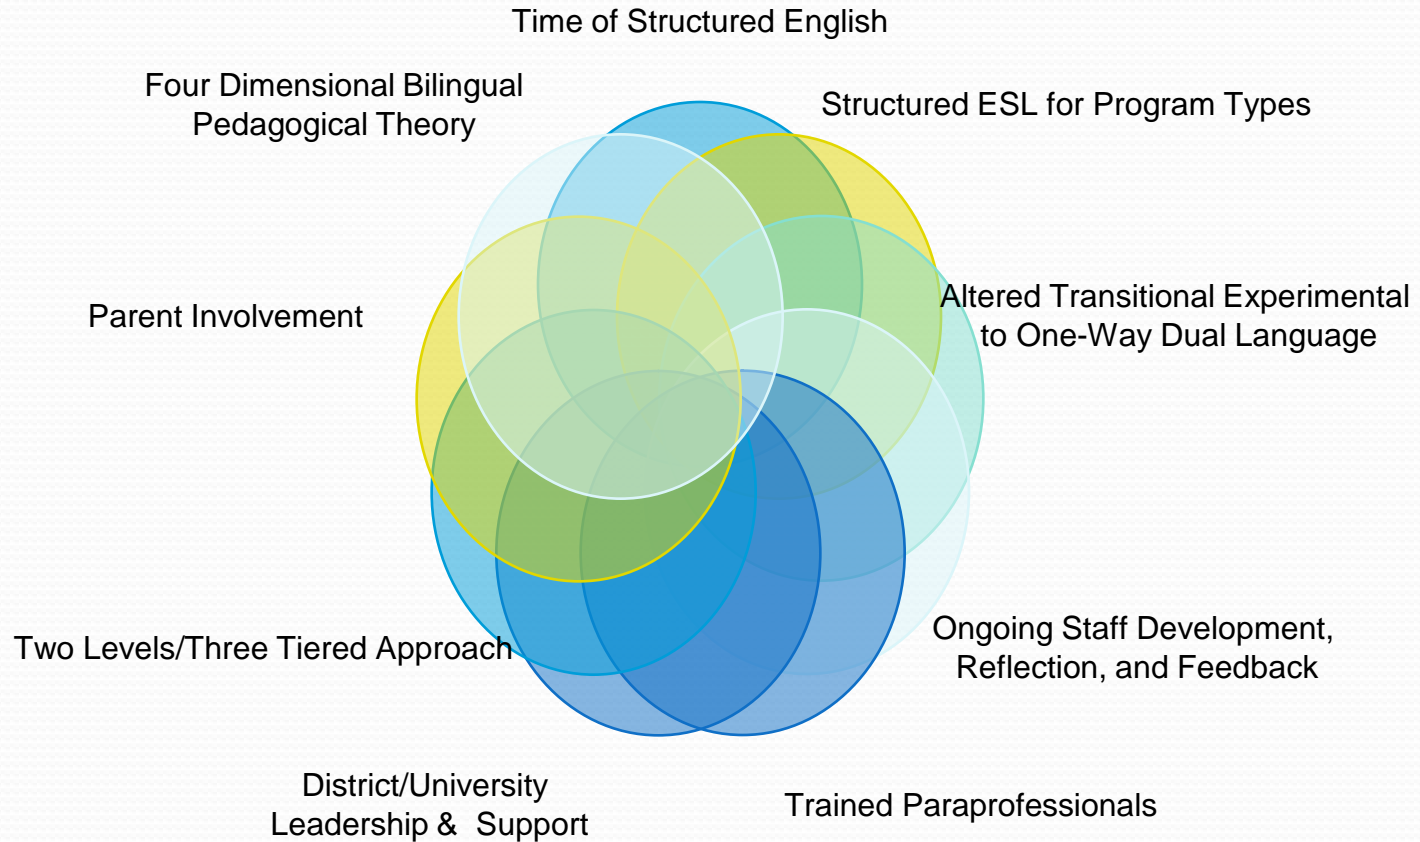 Time of Structured English
Four Dimensional Bilingual
Pedagogical Theory
Structured ESL for Program Types
Parent Involvement
Altered Transitional Experimental
to One-Way Dual Language
Two Levels/Three Tiered Approach
Ongoing Staff Development,
Reflection, and Feedback
District/University
Leadership & Support
Trained Paraprofessionals